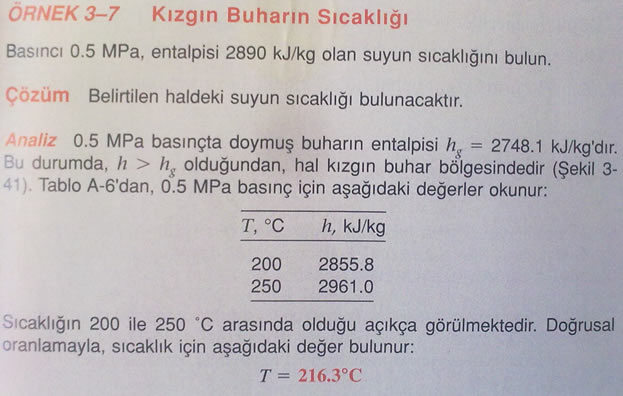 ÖRNEK 3–7 Kızgın Buharın Sıcaklığı
Basıncı 0.5 MPa, entalpisi 2890 kJ/kg olan suyun sıcaklığını bulun.
Çözüm Belirtilen haldeki suyun sıcaklığı bulunacaktır.
Analiz 0.5 MPa basınçta doymuş buharın entalpisi hg = 2748.1 kJ/kg'dır.
Bu durumda, h > hg olduğundan, hal kızgın buhar bölgesindedir (Şekil 3-
41). Tablo A-6'dan, 0.5 MPa basınç için aşağıdaki değerler okunur:
T, °C h, kJ/kg
200 2855.8
250 2961.0
Sıcaklığın 200 ile 250 °C arasında olduğu açıkça görülmektedir. Doğrusal
oranlamayla, sıcaklık için aşağıdaki değer bulunur:
T = 216.3°C